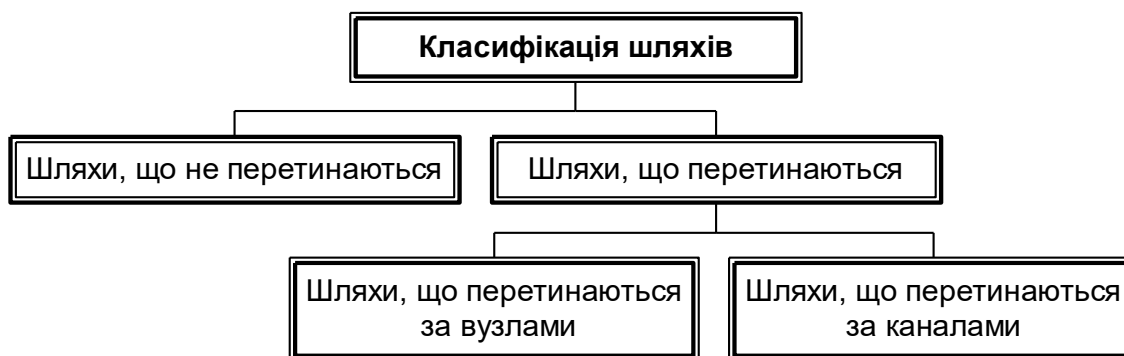 Класифікація шляхів
Шляхи, що не перетинаються
Шляхи, що перетинаються
Шляхи, що перетинаються
за вузлами
Шляхи, що перетинаються
за каналами